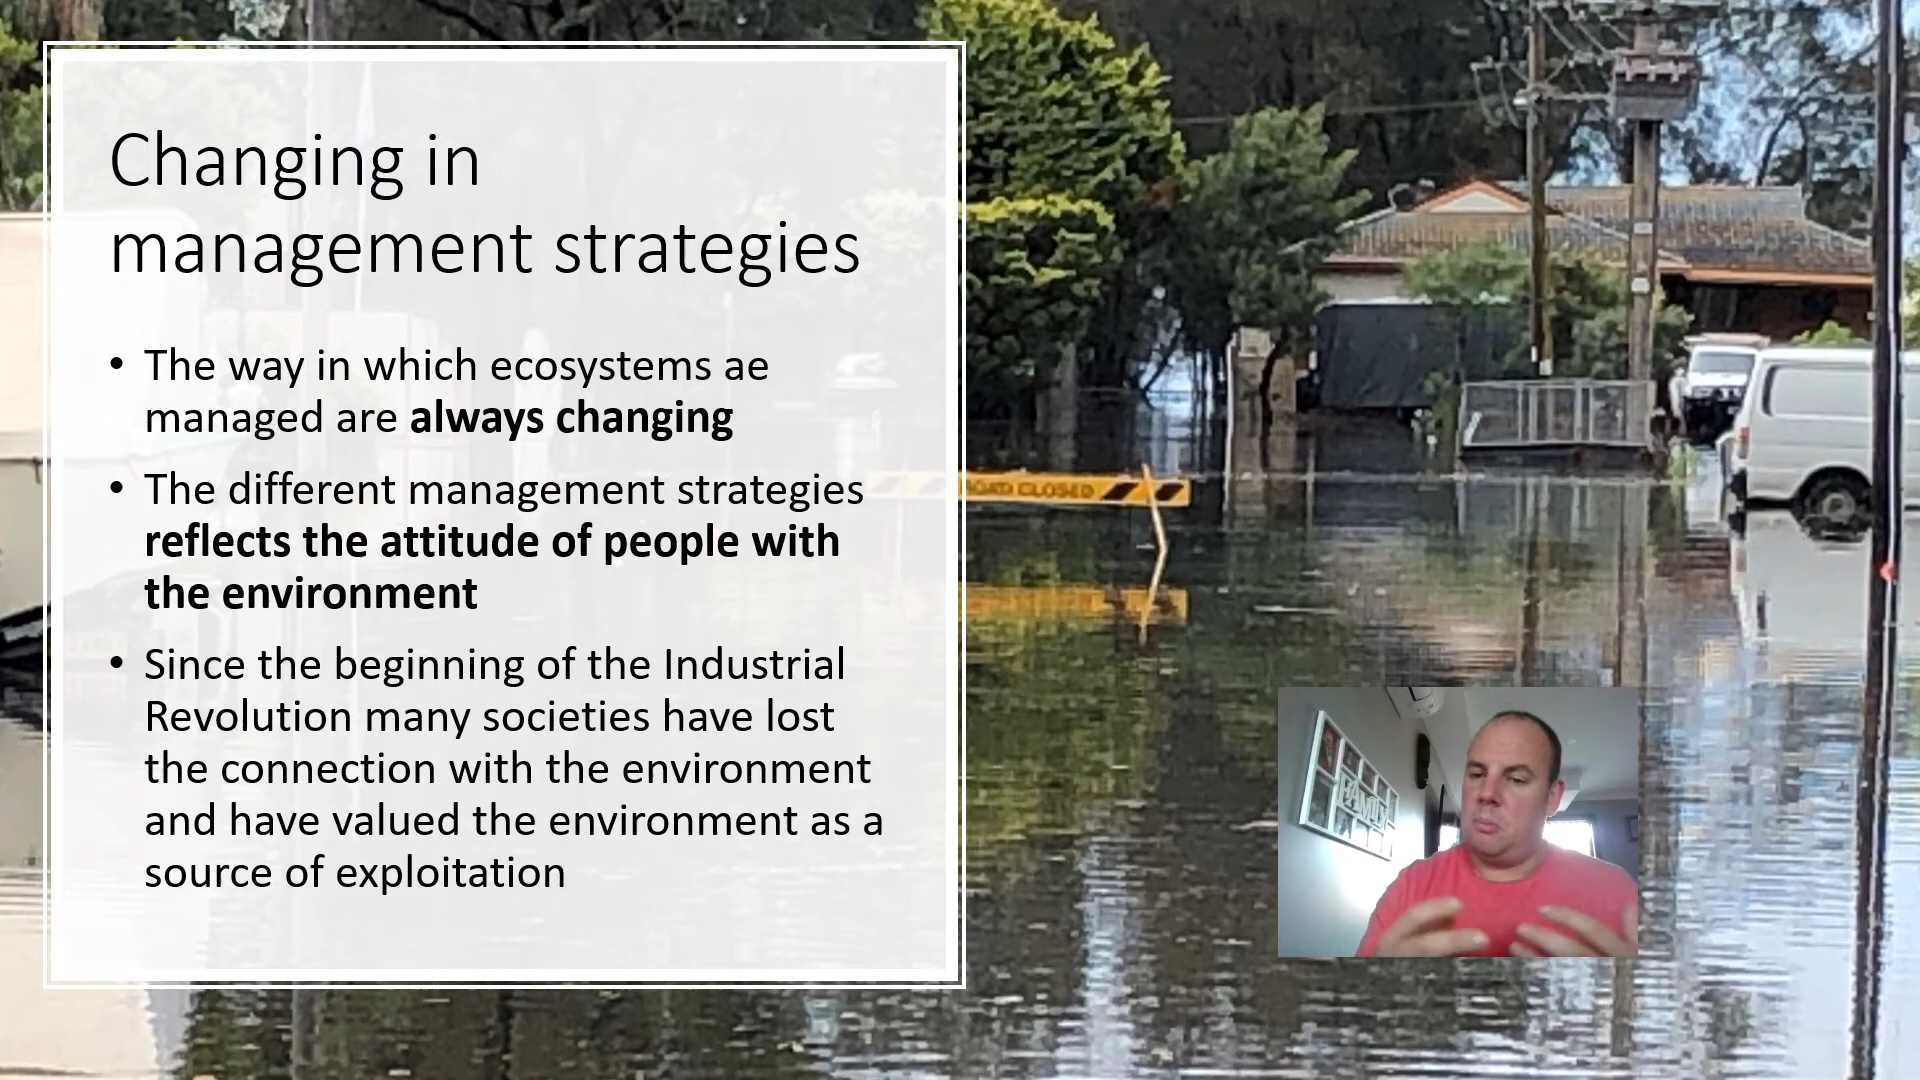 Changing in
management strategies
• The way in which ecosystems ae
managed are always changing
• The different management strategies
reflects the attitude of people with
the environment
• Since the beginning of the Industrial
Revolution many societies have lost
the connection with the environment
and have valued the environment as a
source of exploitation
ROAD CLOSED
FAMILY